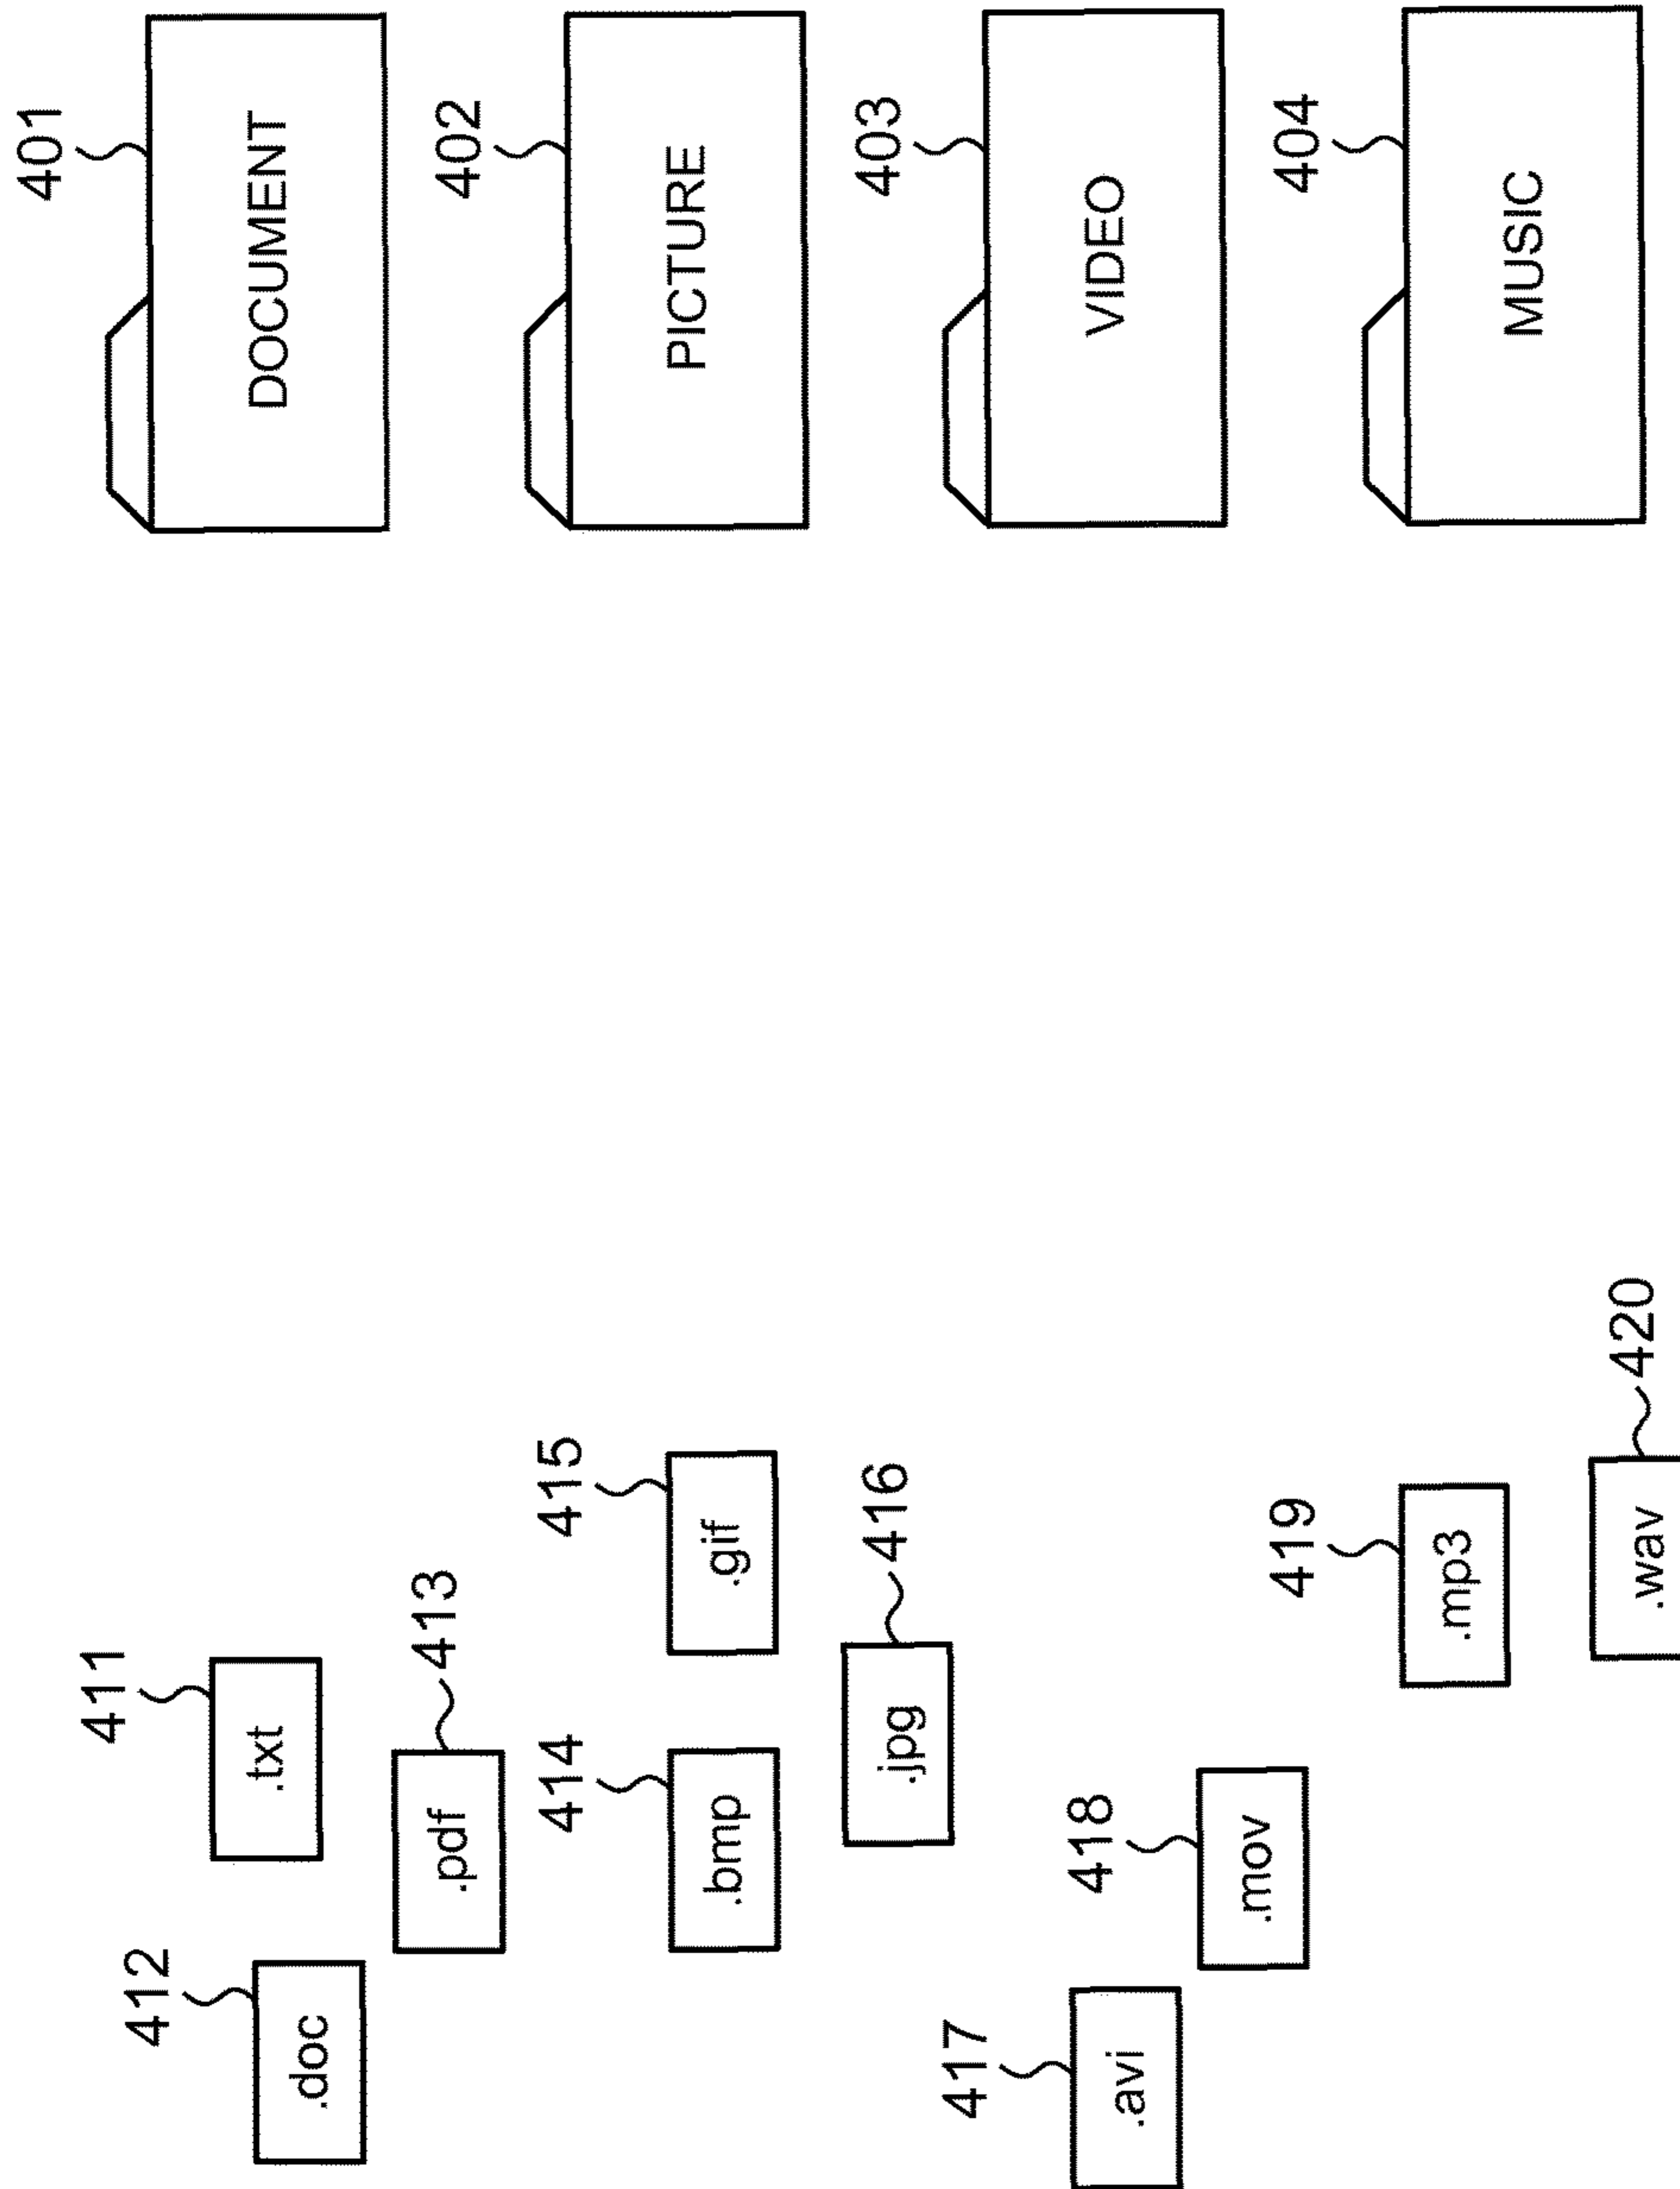 411
.txt
412
.doc
413
.pdf
414
.bmp
415
.gif
416
.jpg
417
.avi
418
.mov
419
.mp3
420
.wav
401
DOCUMENT
402
PICTURE
403
VIDEO
404
MUSIC